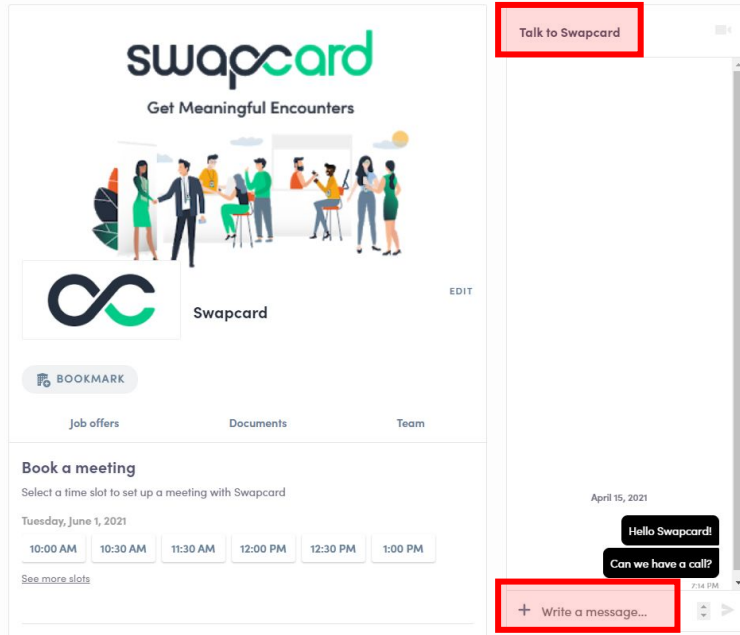 swapcard
Get Meaningful Encounters
Swapcard
EDIT
BOOKMARK
Job offers
Documents
Team
Book a meeting
Select a time slot to set up a meeting with Swapcard
Tuesday, June 1, 2021
10:00 AM
10:30 AM
11:30 AM
12:00 PM
12:30 PM
1:00 PM
See more slots
Talk to Swapcard
April 15, 2021
Hello Swapcard!
Can we have a call?
7:14 PM
Write a message...